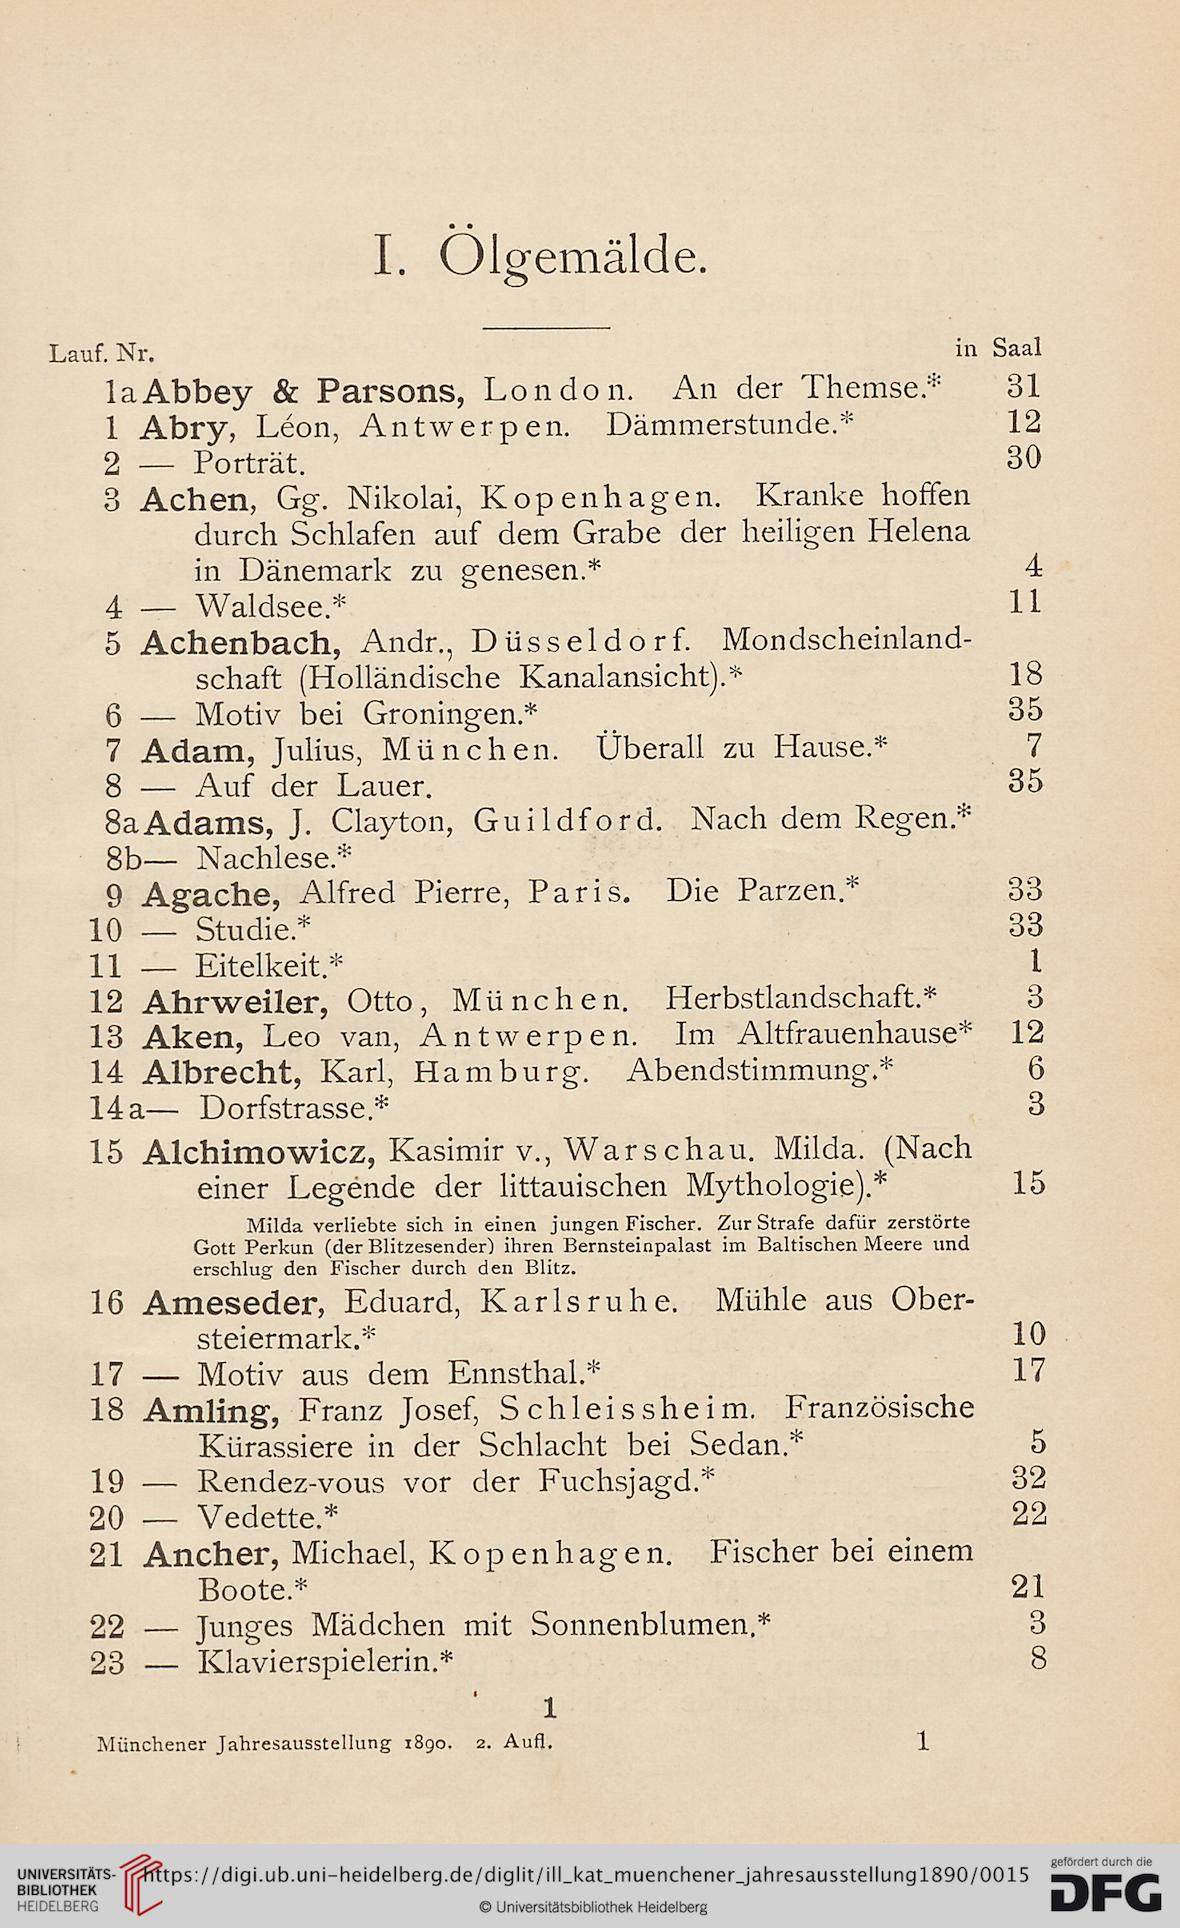 I. Ölgemälde.
Lauf. Nr. in Saal
1a Abbey & Parsons, London. An der Themse.* 31
1 Abry, Léon, Antwerpen. Dämmerstunde.* 12
2 — Porträt. 30
3 Achen, Gg. Nikolai, Kopenhagen. Kranke hoffen
durch Schlafen auf dem Grabe der heiligen Helena
in Dänemark zu genesen.* 4
4 — Waldsee.* 11
5 Achenbach, Andr., Düsseldorf. Mondscheinland-
schaft (Holländische Kanalansicht).* 18
6 — Motiv bei Groningen.* 35
7 Adam, Julius, München. Überall zu Hause.* 7
8 — Auf der Lauer. 35
8a Adams, J. Clayton, Guildford. Nach dem Regen.*
8b — Nachlese.*
9 Agache, Alfred Pierre, Paris. Die Parzen.* 33
10 — Studie.* 33
11 — Eitelkeit.* 1
12 Ahrweiler, Otto, München. Herbstlandschaft.* 3
13 Aken, Leo van, Antwerpen. Im Altfrauenhause* 12
14 Albrecht, Karl, Hamburg. Abendstimmung.* 6
14a — Dorfstrasse.* 3
15 Alchimowicz, Kasimir v., Warschau. Milda. (Nach
einer Legende der littauischen Mythologie).* 15
Milda verliebte sich in einen jungen Fischer. Zur Strafe dafür zerstörte
Gott Perkun (der Blitzesender) ihren Bernsteinpalast im Baltischen Meere und
erschlug den Fischer durch den Blitz.
16 Ameseder, Eduard, Karlsruhe. Mühle aus Ober-
steiermark.* 10
17 — Motiv aus dem Ennsthal.* 17
18 Amling, Franz Josef, Schleissheim. Französische
Kürassiere in der Schlacht bei Sedan.* 5
19 — Rendez-vous vor der Fuchsjagd.* 32
20 — Vedette.* 22
21 Ancher, Michael, Kopenhagen. Fischer bei einem
Boote.* 21
22 — Junges Mädchen mit Sonnenblumen.* 3
23 — Klavierspielerin.* 8
1
Münchener Jahresausstellung 1890. 2. Aufl. 1
UNIVERSITÄTS-
BIBLIOTHEK
HEIDELBERG
https://digi.ub.uni-heidelberg.de/diglit/ill_kat_muenchener_jahresausstellung1890/0015
© Universitätsbibliothek Heidelberg
gefördert durch die
DFG